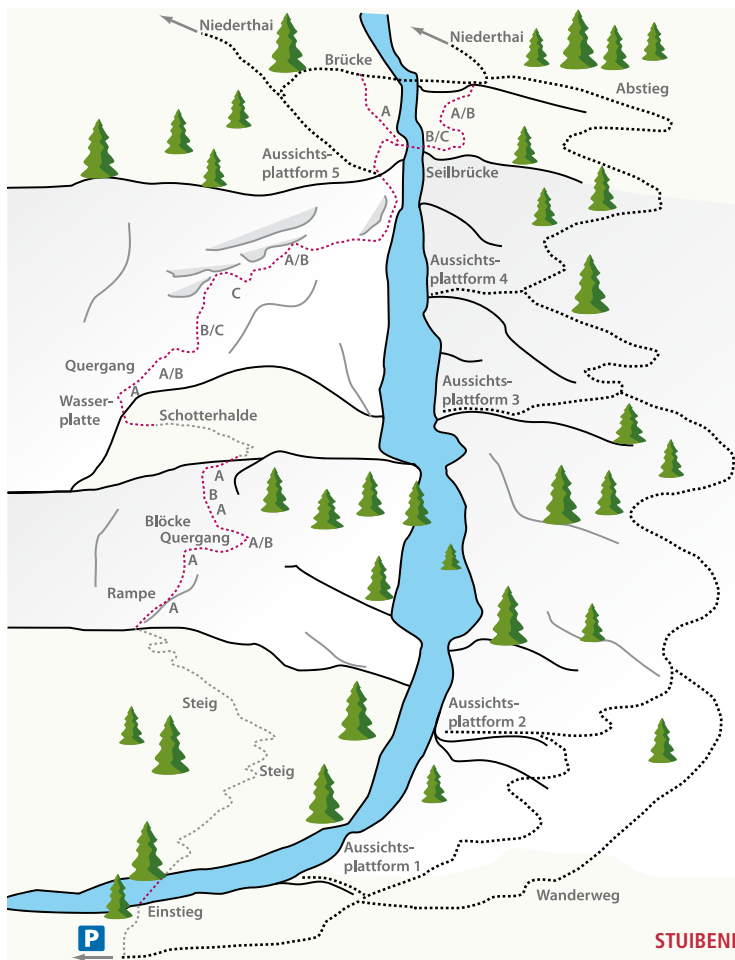 Niederthai
Niederthai
Brücke
Abstieg
A
A/B
B/C
Aussichts-
plattform 5
Seilbrücke
A/B
Aussichts-
plattform 4
C
B/C
Quergang
A/B
A
Aussichts-
plattform 3
Wasser-
platte
Schotterhalde
A
B
A
Blöcke
Quergang
A/B
A
Rampe
A
Steig
Aussichts-
plattform 2
Steig
Aussichts-
plattform 1
Wanderweg
Einstieg
P